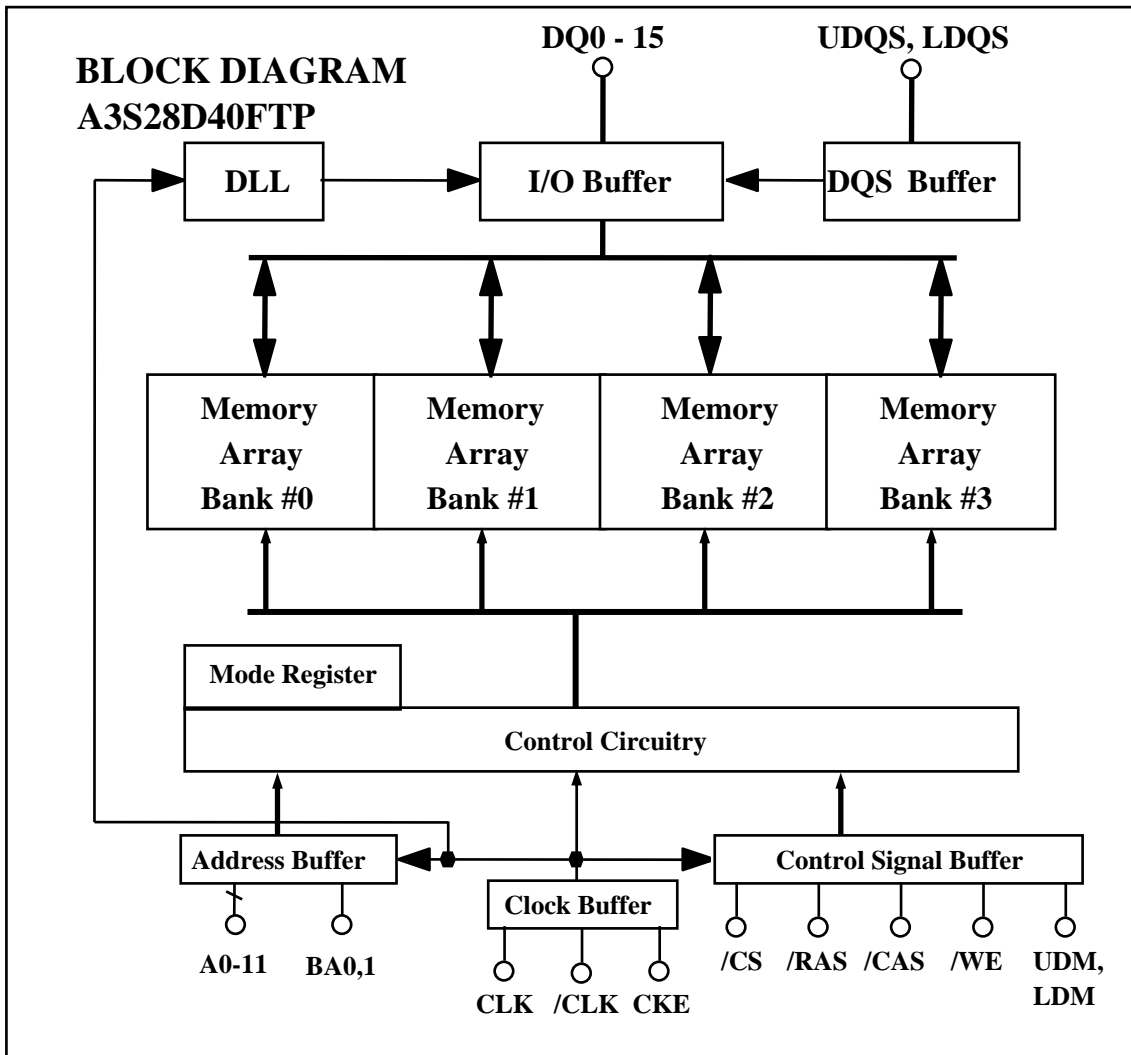 DQ0 - 15
UDQS, LDQS
BLOCK DIAGRAM
A3S28D40FTP
DLL
I/O Buffer
DQS Buffer
Memory
Array
Bank #0
Memory
Array
Bank #1
Memory
Array
Bank #2
Memory
Array
Bank #3
Mode Register
Control Circuitry
Address Buffer
Control Signal Buffer
Clock Buffer
A0-11
BA0,1
CLK
/CLK
CKE
/CS
/RAS
/CAS
/WE
UDM,
LDM